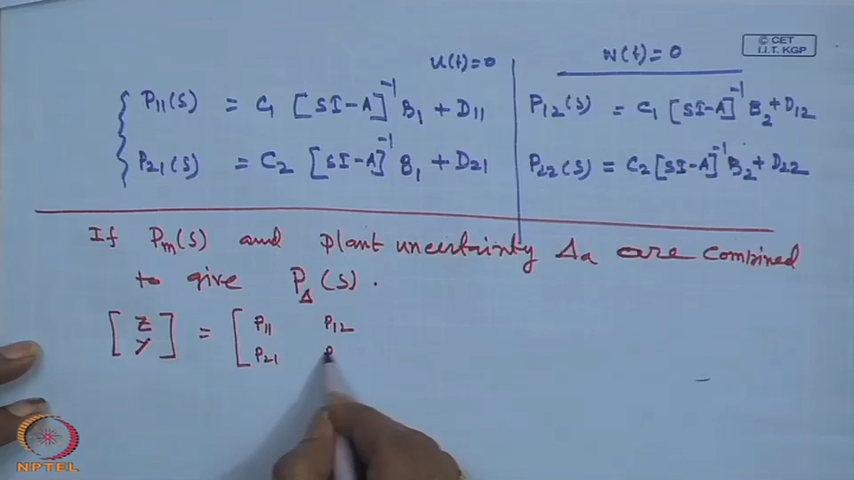 u(t)=0
w(t)=0
© CET
I.I.T. KGP
P11(s) = C1 [SI-A]^-1 B1 + D11
P12(s) = C1 [SI-A]^-1 B2 + D12
P21(s) = C2 [SI-A]^-1 B1 + D21
P22(s) = C2 [SI-A]^-1 B2 + D22
If Pm(s) and plant uncertainty Δa are combined
to give PΔ(s).
[z y] = [P11 P12
P21 P
NPTEL